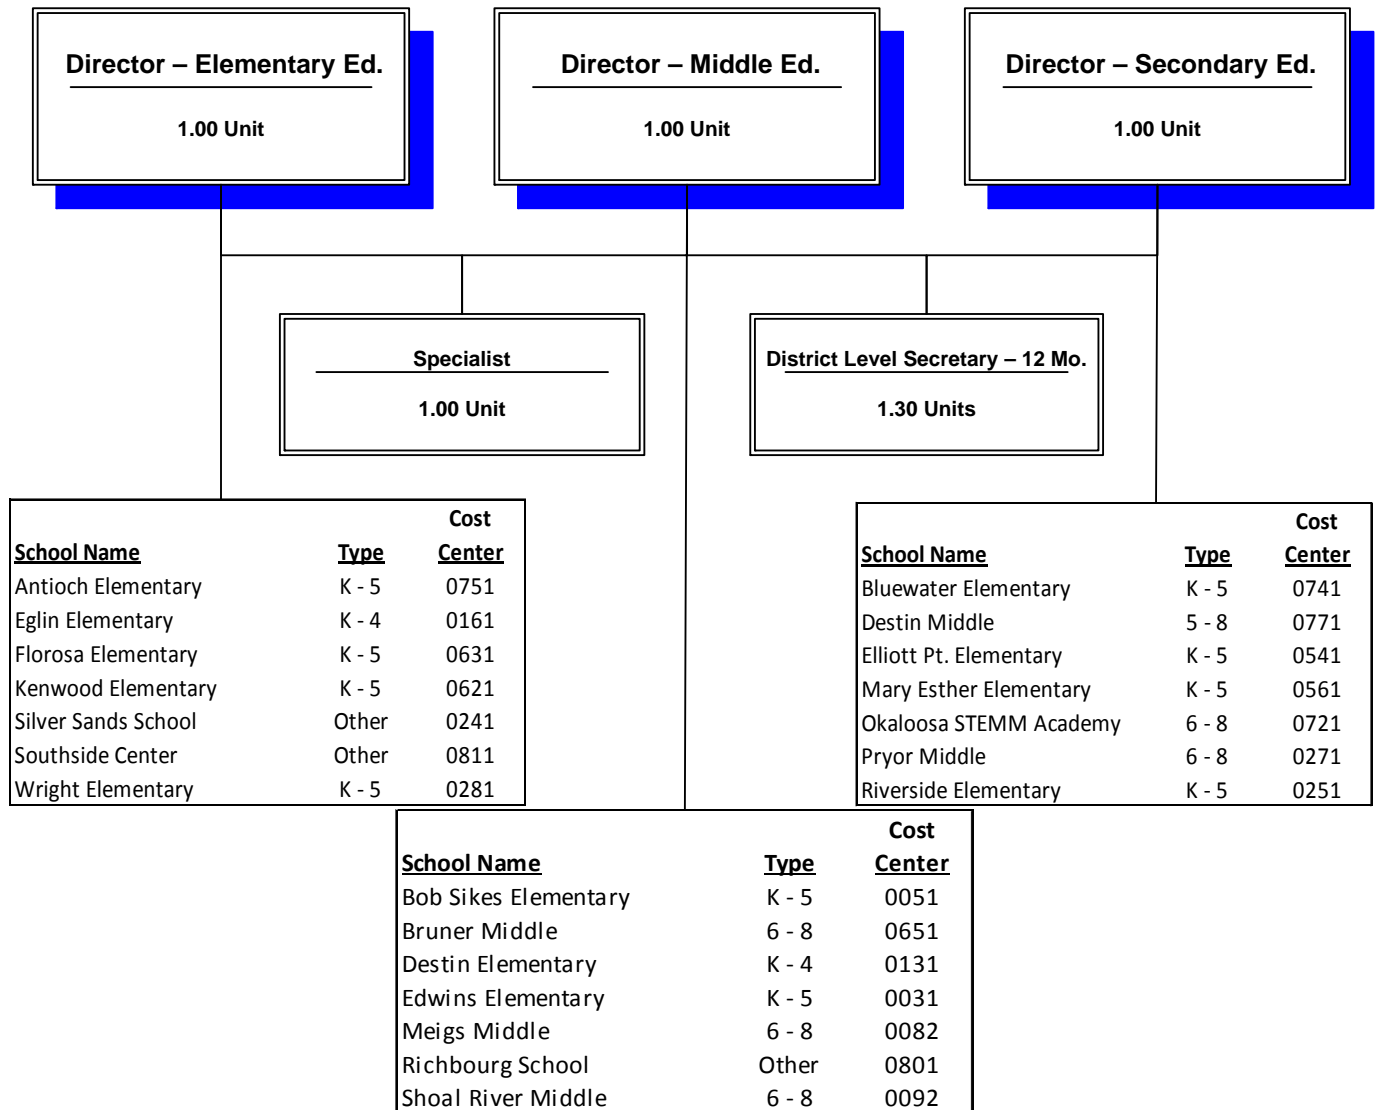 Director – Elementary Ed.
1.00 Unit
Director – Middle Ed.
1.00 Unit
Director – Secondary Ed.
1.00 Unit
Specialist
1.00 Unit
District Level Secretary – 12 Mo.
1.30 Units
Cost
School Name Type Center
Antioch Elementary K - 5 0751
Eglin Elementary K - 4 0161
Florosa Elementary K - 5 0631
Kenwood Elementary K - 5 0621
Silver Sands School Other 0241
Southside Center Other 0811
Wright Elementary K - 5 0281
Cost
School Name Type Center
Bluewater Elementary K - 5 0741
Destin Middle 5 - 8 0771
Elliott Pt. Elementary K - 5 0541
Mary Esther Elementary K - 5 0561
Okaloosa STEMM Academy 6 - 8 0721
Pryor Middle 6 - 8 0271
Riverside Elementary K - 5 0251
Cost
School Name Type Center
Bob Sikes Elementary K - 5 0051
Bruner Middle 6 - 8 0651
Destin Elementary K - 4 0131
Edwins Elementary K - 5 0031
Meigs Middle 6 - 8 0082
Richbourg School Other 0801
Shoal River Middle 6 - 8 0092